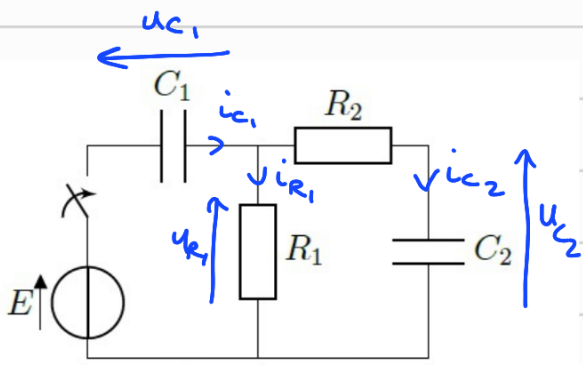 uC₁
C₁
iC₁
R₂
iR₁
iC₂
uR₁
R₁
C₂
uC₂
E